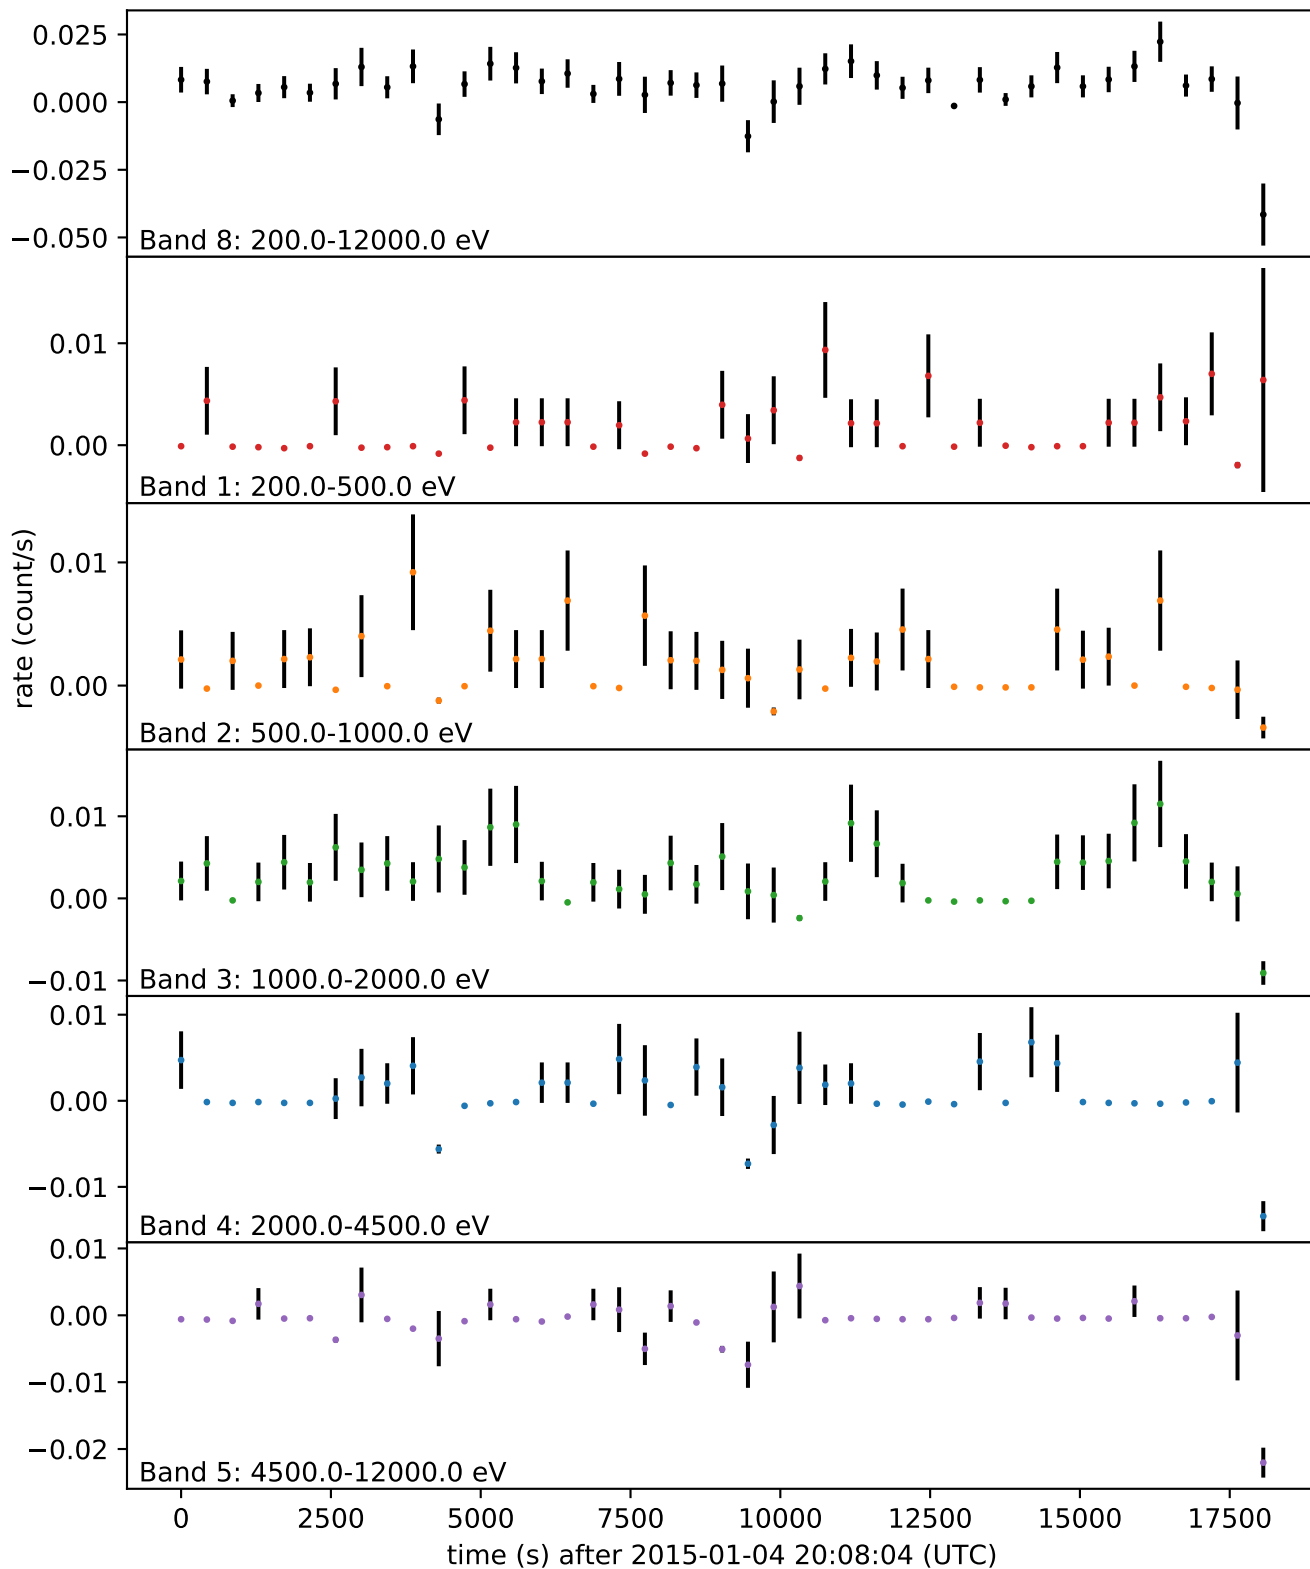 0.025
0.000
−0.025
−0.050
Band 8: 200.0-12000.0 eV
0.01
0.00
Band 1: 200.0-500.0 eV
rate (count/s)
0.01
0.00
Band 2: 500.0-1000.0 eV
0.01
0.00
−0.01
Band 3: 1000.0-2000.0 eV
0.01
0.00
−0.01
Band 4: 2000.0-4500.0 eV
0.01
0.00
−0.01
−0.02
Band 5: 4500.0-12000.0 eV
0 2500 5000 7500 10000 12500 15000 17500
time (s) after 2015-01-04 20:08:04 (UTC)